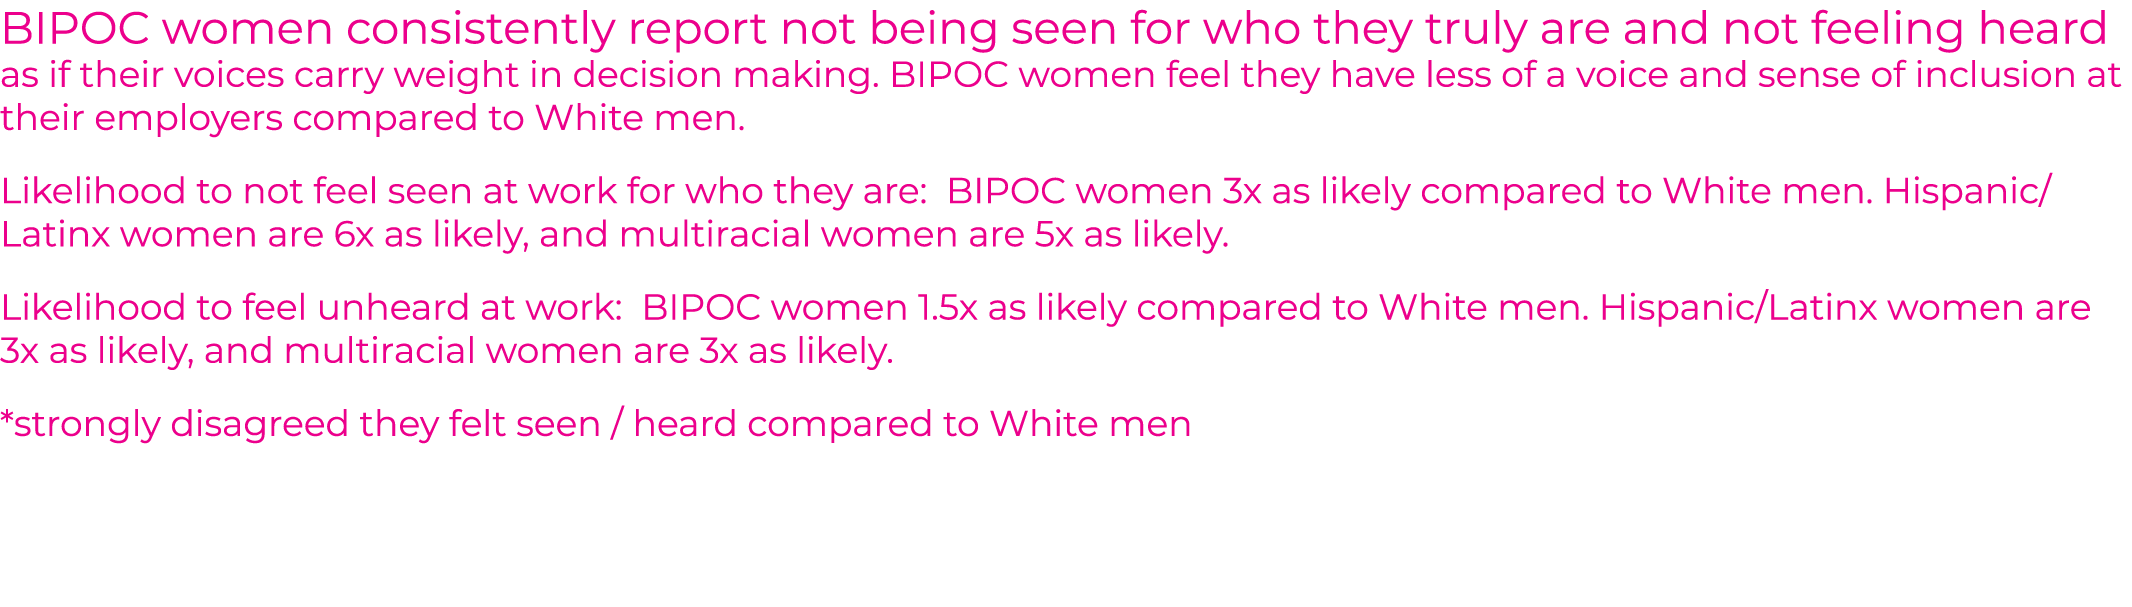 BIPOC women consistently report not being seen for who they truly are and not feeling heard
as if their voices carry weight in decision making. BIPOC women feel they have less of a voice and sense of inclusion at
their employers compared to White men.
Likelihood to not feel seen at work for who they are:  BIPOC women 3x as likely compared to White men. Hispanic/
Latinx women are 6x as likely, and multiracial women are 5x as likely.
Likelihood to feel unheard at work:  BIPOC women 1.5x as likely compared to White men. Hispanic/Latinx women are
3x as likely, and multiracial women are 3x as likely.
*strongly disagreed they felt seen / heard compared to White men